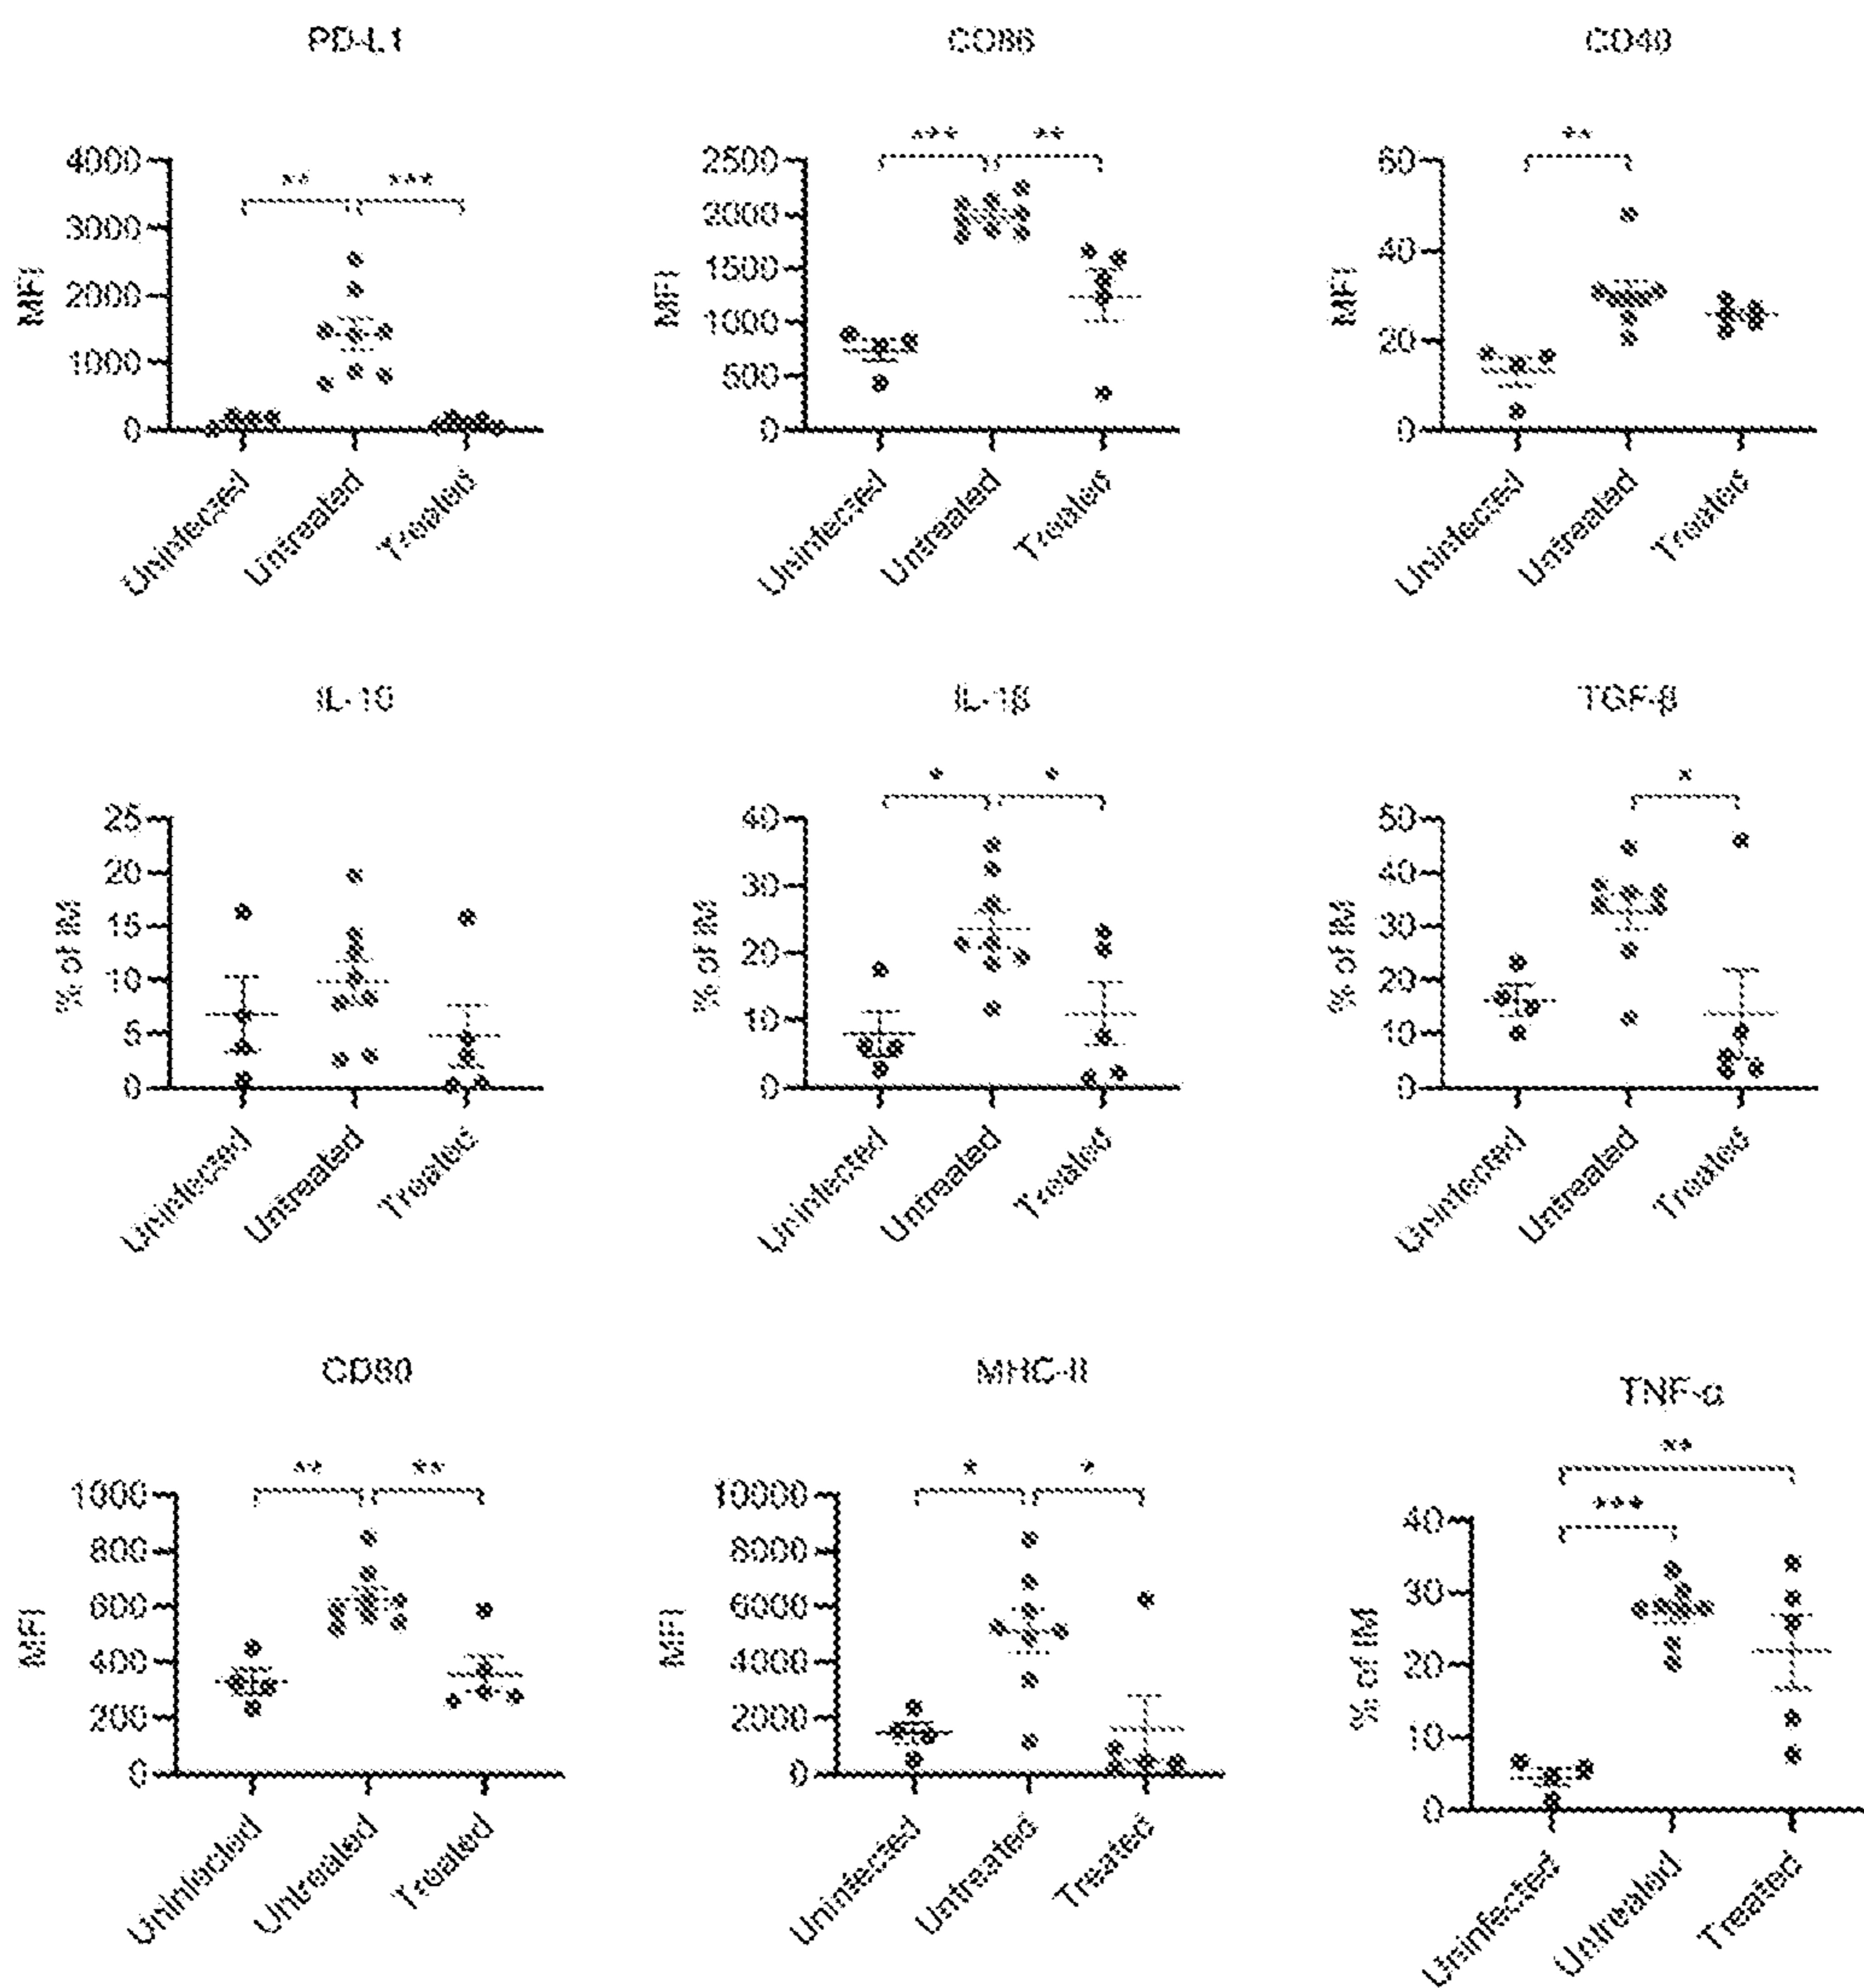 PD-L1
CD86
CD40
** ***
*** **
**
4000
3000
2000
1000
0
MFI
2500
2000
1500
1000
500
0
MFI
60
40
20
0
MFI
Uninfected
Untreated
Treated
Uninfected
Untreated
Treated
Uninfected
Untreated
Treated
IL-10
IL-1β
TGF-β
* *
*
25
20
15
10
5
0
% of IM
40
30
20
10
0
% of IM
50
40
30
20
10
0
% of IM
Uninfected
Untreated
Treated
Uninfected
Untreated
Treated
Uninfected
Untreated
Treated
CD80
MHC-II
TNF-α
** **
* *
**
***
1000
800
600
400
200
0
MFI
10000
8000
6000
4000
2000
0
MFI
40
30
20
10
0
% of IM
Uninfected
Untreated
Treated
Uninfected
Untreated
Treated
Uninfected
Untreated
Treated